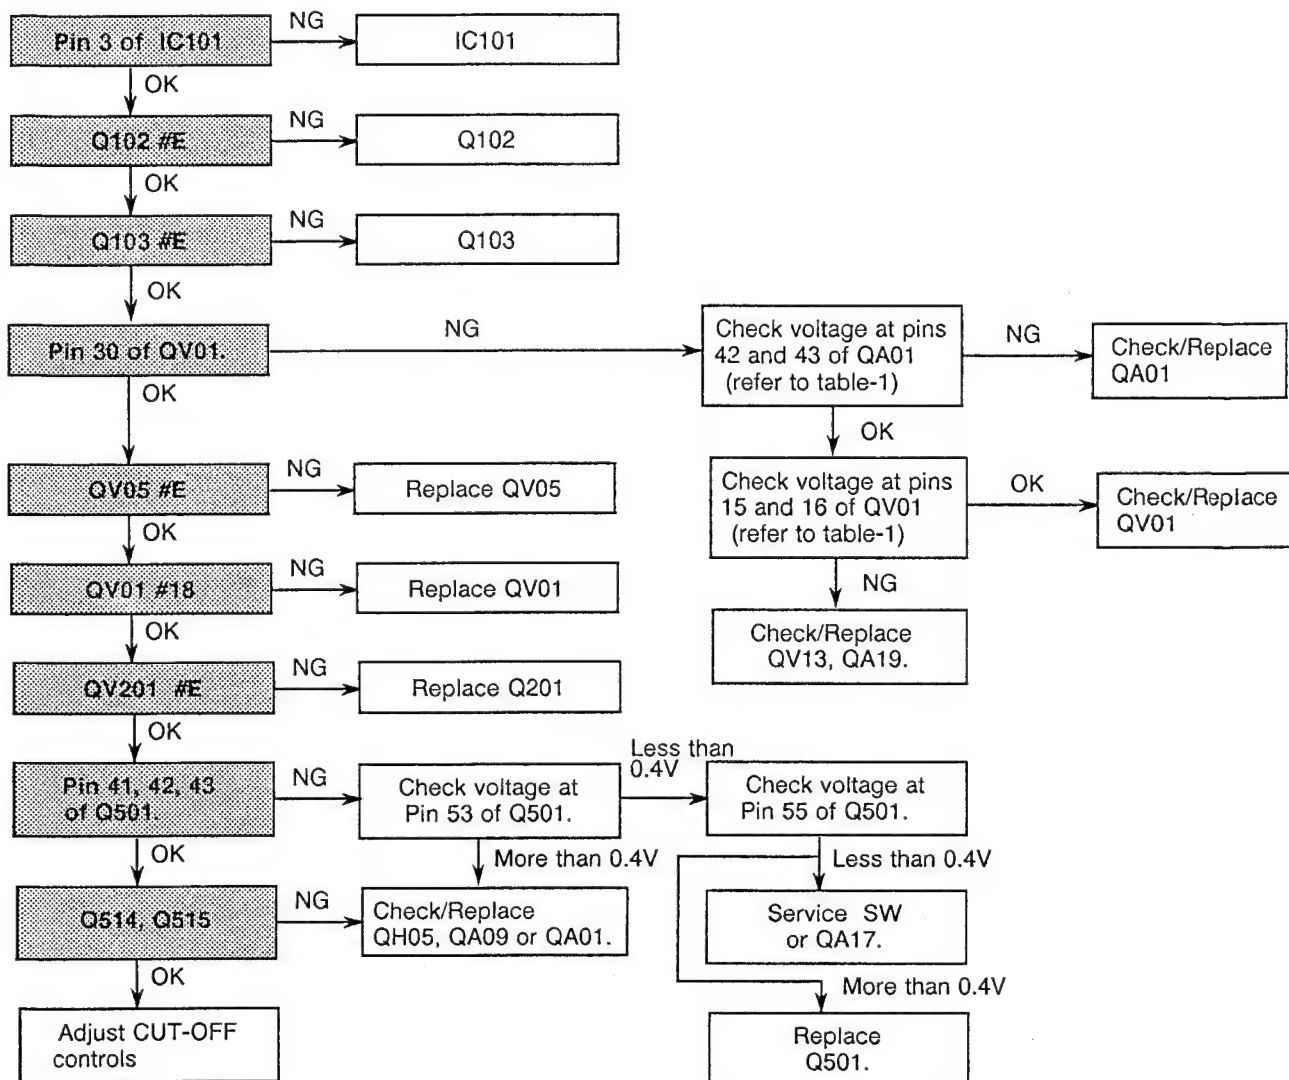 Pin 3 of IC101
NG
IC101
OK
Q102 #E
NG
Q102
OK
Q103 #E
NG
Q103
OK
Pin 30 of QV01.
NG
Check voltage at pins
42 and 43 of QA01
(refer to table-1)
NG
Check/Replace
QA01
OK
OK
Check voltage at pins
15 and 16 of QV01
(refer to table-1)
OK
Check/Replace
QV01
NG
Check/Replace
QV13, QA19.
QV05 #E
NG
Replace QV05
OK
QV01 #18
NG
Replace QV01
OK
QV201 #E
NG
Replace Q201
OK
Pin 41, 42, 43
of Q501.
NG
Check voltage at
Pin 53 of Q501.
Less than
0.4V
Check voltage at
Pin 55 of Q501.
OK
More than 0.4V
Less than 0.4V
Q514, Q515
NG
Check/Replace
QH05, QA09 or QA01.
Service SW
or QA17.
OK
More than 0.4V
Adjust CUT-OFF
controls
Replace
Q501.